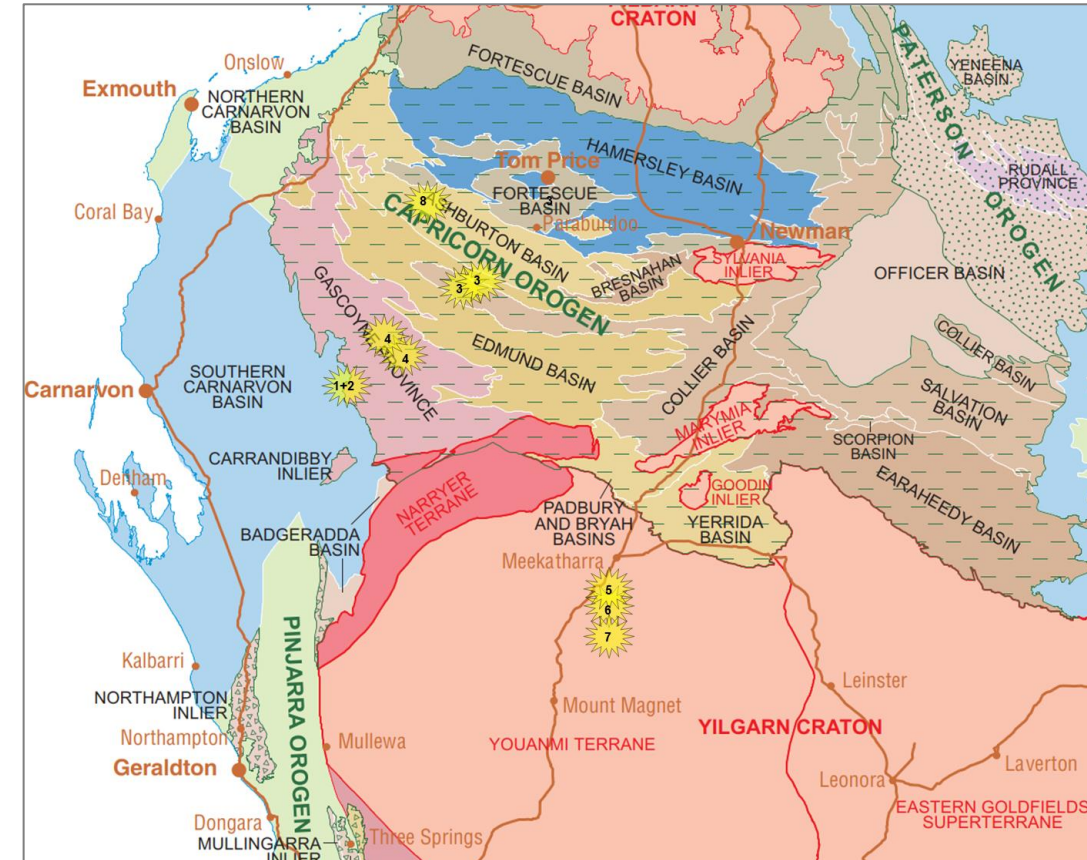 PILBARA
CRATON
FORTESCUE BASIN
PATERSON OROGEN
YENEENA
BASIN
Onslow
Exmouth
NORTHERN
CARNARVON
BASIN
HAMERSLEY BASIN
Tom Price
FORTESCUE
BASIN
3
RUDALL
PROVINCE
8
ASHBURTON BASIN
CAPRICORN OROGEN
Coral Bay
Paraburdoo
Newman
SYLVANIA
INLIER
BRESNAHAN
BASIN
OFFICER BASIN
3
3
GASCOYNE PROVINCE
4
4
EDMUND BASIN
COLLIER BASIN
COLLIER BASIN
1+2
SOUTHERN
CARNARVON
BASIN
Carnarvon
SALVATION
BASIN
MARYMIA
INLIER
SCORPION
BASIN
CARRANDIBBY
INLIER
Denham
NARRYER
TERRANE
GOODIN
INLIER
EARAHEEDY BASIN
PADBURY
AND BRYAH
BASINS
YERRIDA
BASIN
BADGERADDA
BASIN
Meekatharra
5
6
7
PINJARRA OROGEN
Kalbarri
NORTHAMPTON
INLIER
Leinster
Mount Magnet
YILGARN CRATON
Northampton
Mullewa
YOUANMI TERRANE
Geraldton
Laverton
Leonora
EASTERN GOLDFIELDS
SUPERTERRANE
Dongara
Three Springs
MULLINGARRA
INLIER